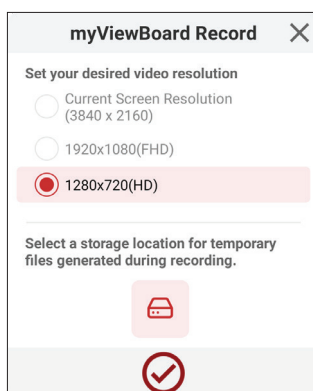 myViewBoard Record
Set your desired video resolution
Current Screen Resolution
(3840 x 2160)
1920x1080(FHD)
1280x720(HD)
Select a storage location for temporary
files generated during recording.